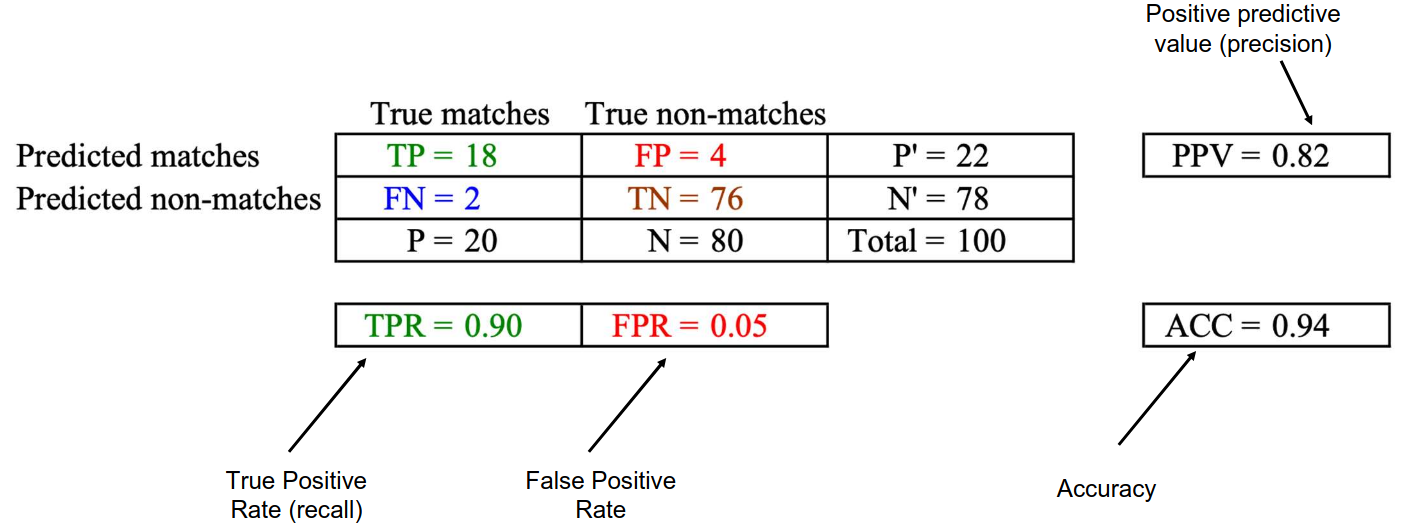 Positive predictive
value (precision)
True matches True non-matches
Predicted matches TP = 18 FP = 4 P' = 22 PPV = 0.82
Predicted non-matches FN = 2 TN = 76 N' = 78
P = 20 N = 80 Total = 100
TPR = 0.90 FPR = 0.05 ACC = 0.94
True Positive
Rate (recall)
False Positive
Rate
Accuracy